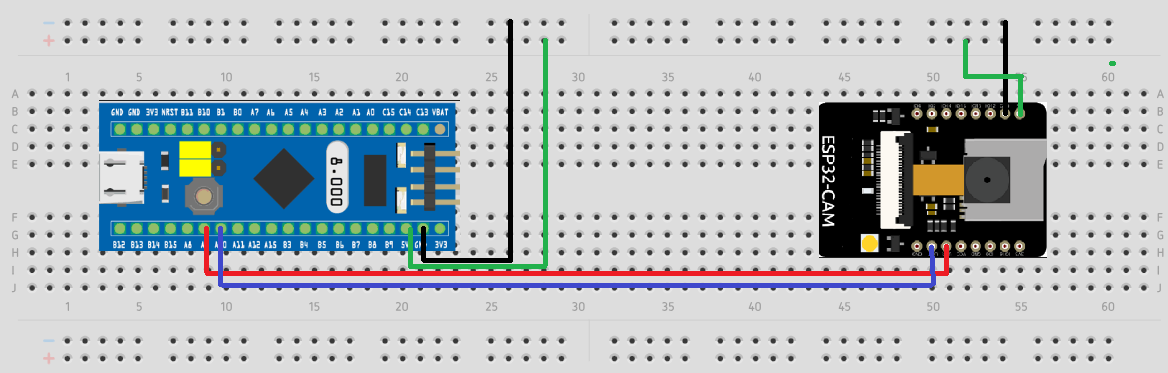 1 5 10 15 20 25 30 35 40 45 50 55 60
A A
GND GND 3V3 NRST B11 B10 B1 B0 A7 A6 A5 A4 A3 A2 A1 A0 C15 C14 C13 VBAT
B B
C C
D D
E E
8.000
ESP32-CAM
F F
G G
B12 B13 B14 B15 A8 A11 A12 A15 B3 B4 B5 B6 B7 B8 B9 3V3
H H
I I
J J
1 5 10 15 20 25 30 35 40 45 50 55 60